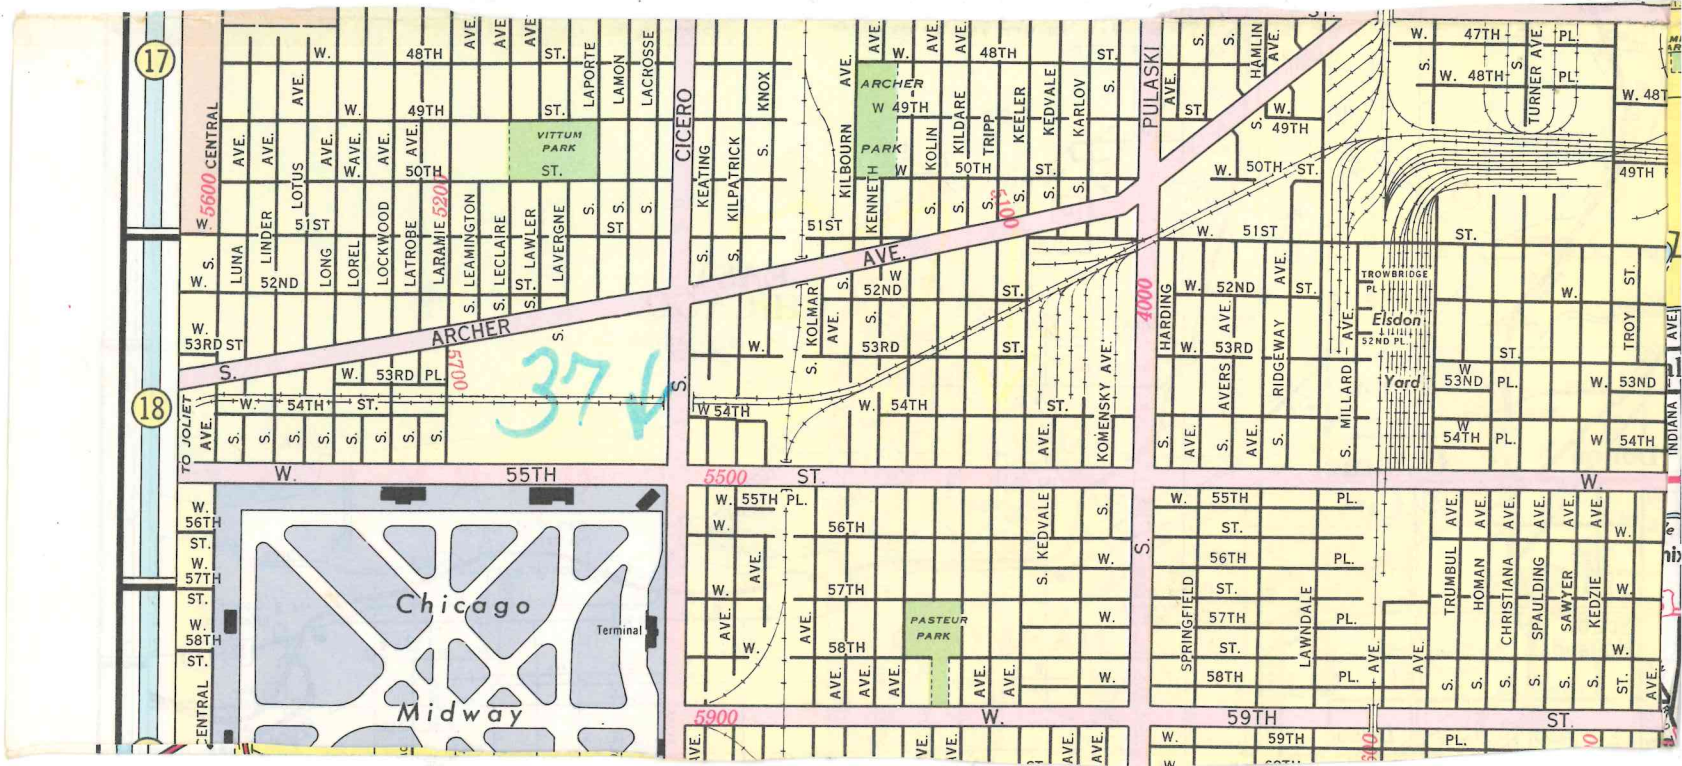 17
18
W. 48TH ST.
W. 49TH ST.
W. 50TH ST.
W. 51ST ST
W. 52ND ST.
W. 53RD ST
W. 53RD PL.
W. 54TH ST.
W. 55TH ST.
S. CENTRAL AVE.
5600
LUNA AVE.
LINDER AVE.
LOTUS AVE.
LONG AVE.
LOREL AVE.
LOCKWOOD AVE.
LATROBE AVE.
LARAMIE
5200
LEAMINGTON
LECLAIRE
LAWLER
LAVERGNE
LAPORTE
LAMON
LACROSSE
VITTUM
PARK
S. CICERO
S. ARCHER AVE.
5700
37
TO JOLIET
KEATING
KILPATRICK
KNOX
KOLMAR AVE.
KILBOURN AVE.
KENNETH AVE.
ARCHER
PARK
W. 48TH ST.
W 49TH
W 50TH ST.
KOLIN AVE.
KILDARE AVE.
TRIPP
KEELER
KEDVALE
KARLOV
5100
51ST
W 52ND ST.
W. 53RD ST.
W 54TH
W. 54TH ST.
KOMENSKY AVE.
S. PULASKI
4000
HAMLIN AVE.
W. 49TH
W. 50TH ST.
W. 51ST ST.
W. 52ND ST.
W. 53RD
HARDING
AVERS AVE.
RIDGEWAY AVE.
S. MILLARD AVE.
TROWBRIDGE
PL
Elsdon
52ND PL.
Yard
W. 47TH PL.
W. 48TH PL.
S. TURNER AVE.
W. 48T
49TH
W 53ND PL.
W. 53ND
W 54TH PL.
W 54TH
TROY ST.
INDIANA AVE
5500
W. 56TH ST.
W. 57TH ST.
W. 58TH ST.
CENTRAL
Chicago
Midway
Terminal
W. 55TH PL.
W. 56TH
W. 57TH
W. 58TH
S. KEDVALE
PASTEUR
PARK
5900
W. 59TH ST.
W. 55TH PL.
ST.
56TH PL.
ST.
57TH PL.
ST.
58TH PL.
SPRINGFIELD
LAWNDALE
TRUMBUL AVE.
HOMAN AVE.
CHRISTIANA AVE.
SPAULDING AVE.
SAWYER AVE.
KEDZIE AVE.
W. 59TH PL.